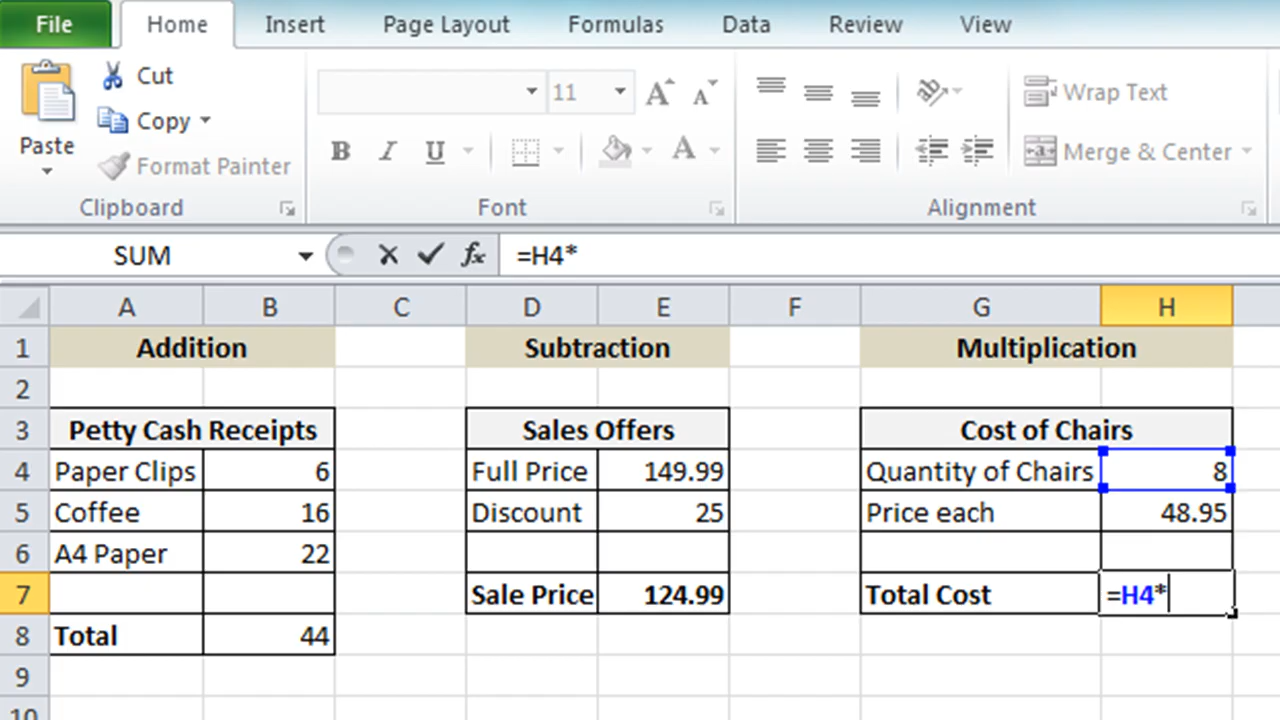 File Home Insert Page Layout Formulas Data Review View
Cut
Copy
Paste
Format Painter
11 A A
B I U A
Wrap Text
Merge & Center
Clipboard Font Alignment
SUM fx =H4*
A B C D E F G H
1 Addition Subtraction Multiplication
2
3 Petty Cash Receipts Sales Offers Cost of Chairs
4 Paper Clips 6 Full Price 149.99 Quantity of Chairs 8
5 Coffee 16 Discount 25 Price each 48.95
6 A4 Paper 22
7 Sale Price 124.99 Total Cost =H4*
8 Total 44
9
10